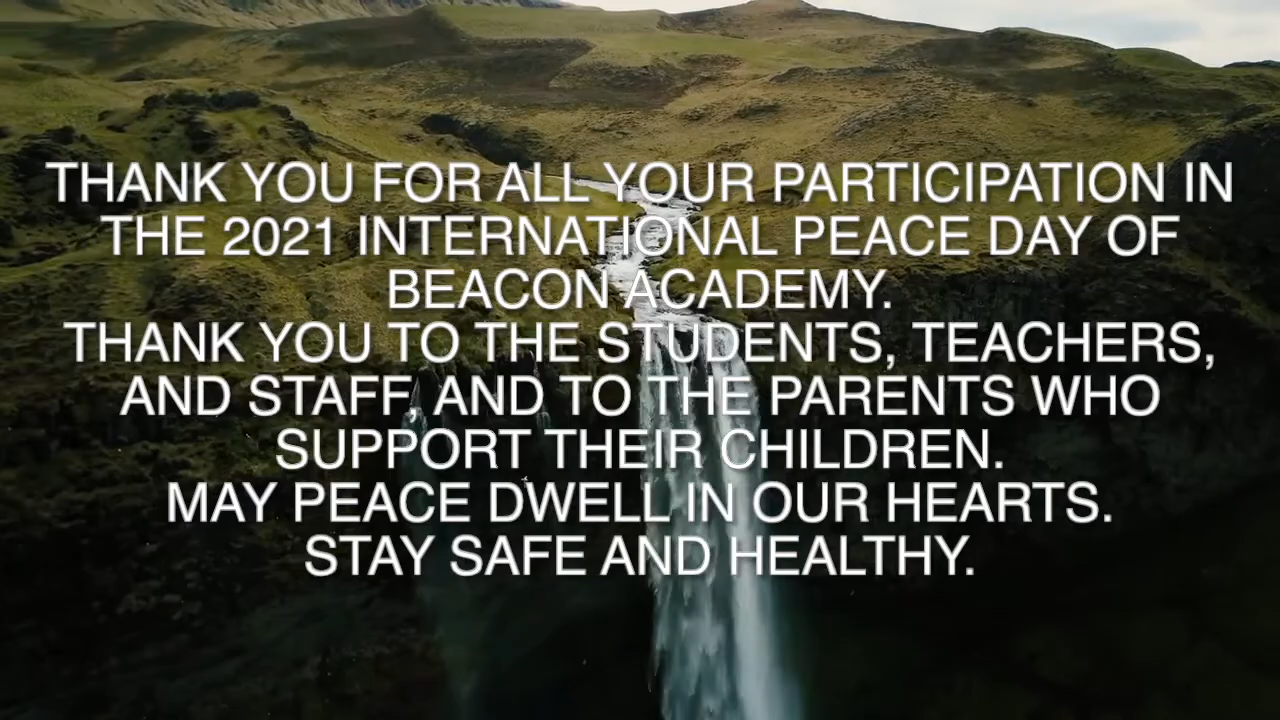 THANK YOU FOR ALL YOUR PARTICIPATION IN
THE 2021 INTERNATIONAL PEACE DAY OF
BEACON ACADEMY.
THANK YOU TO THE STUDENTS, TEACHERS,
AND STAFF, AND TO THE PARENTS WHO
SUPPORT THEIR CHILDREN.
MAY PEACE DWELL IN OUR HEARTS.
STAY SAFE AND HEALTHY.